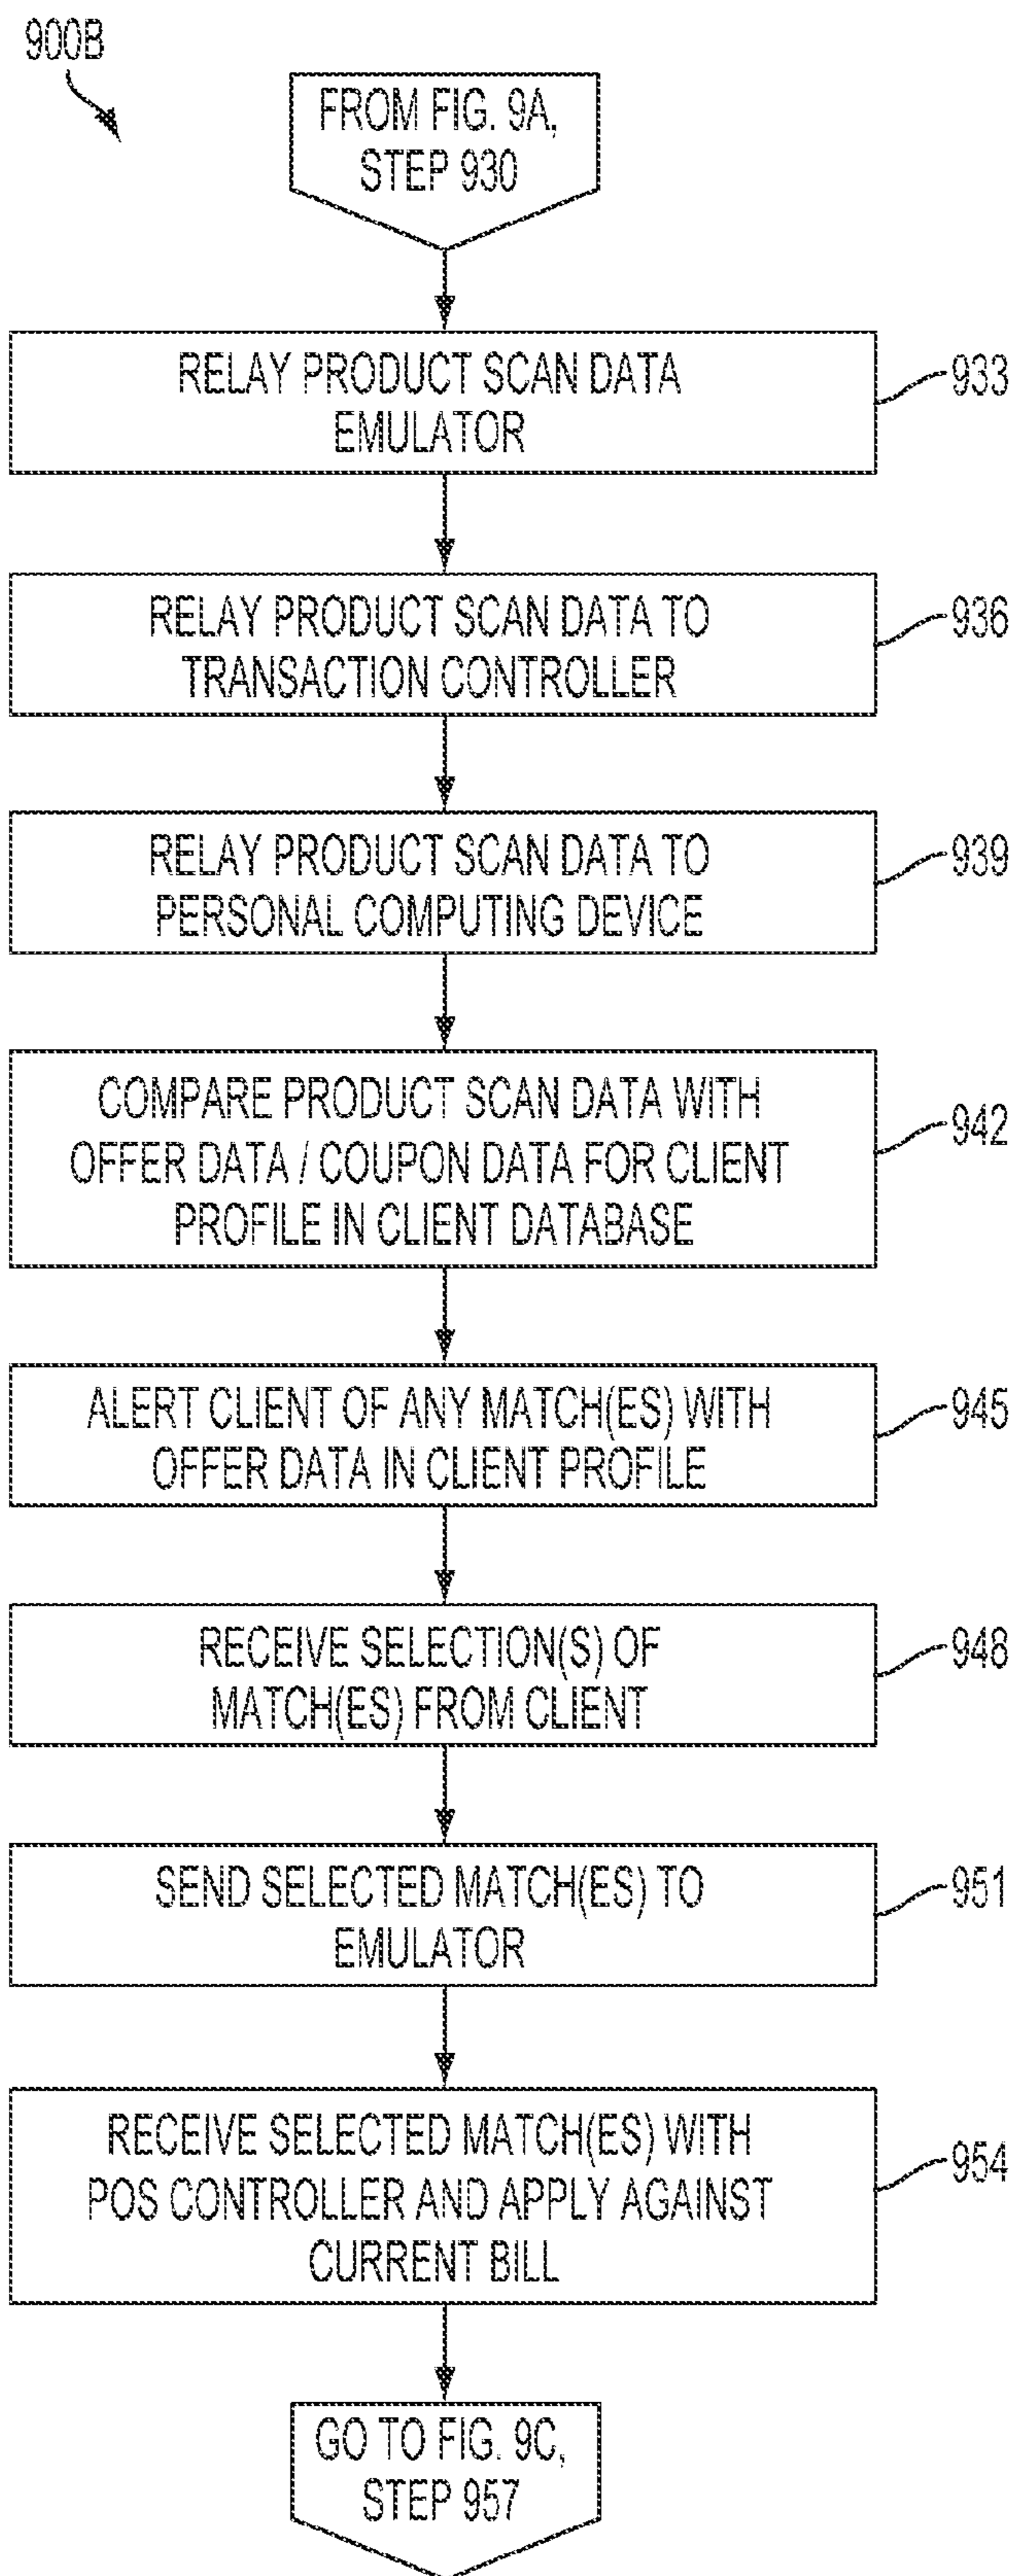 900B
FROM FIG. 9A,
STEP 930
RELAY PRODUCT SCAN DATA
EMULATOR
933
RELAY PRODUCT SCAN DATA TO
TRANSACTION CONTROLLER
936
RELAY PRODUCT SCAN DATA TO
PERSONAL COMPUTING DEVICE
939
COMPARE PRODUCT SCAN DATA WITH
OFFER DATA / COUPON DATA FOR CLIENT
PROFILE IN CLIENT DATABASE
942
ALERT CLIENT OF ANY MATCH(ES) WITH
OFFER DATA IN CLIENT PROFILE
945
RECEIVE SELECTION(S) OF
MATCH(ES) FROM CLIENT
948
SEND SELECTED MATCH(ES) TO
EMULATOR
951
RECEIVE SELECTED MATCH(ES) WITH
POS CONTROLLER AND APPLY AGAINST
CURRENT BILL
954
GO TO FIG. 9C,
STEP 957